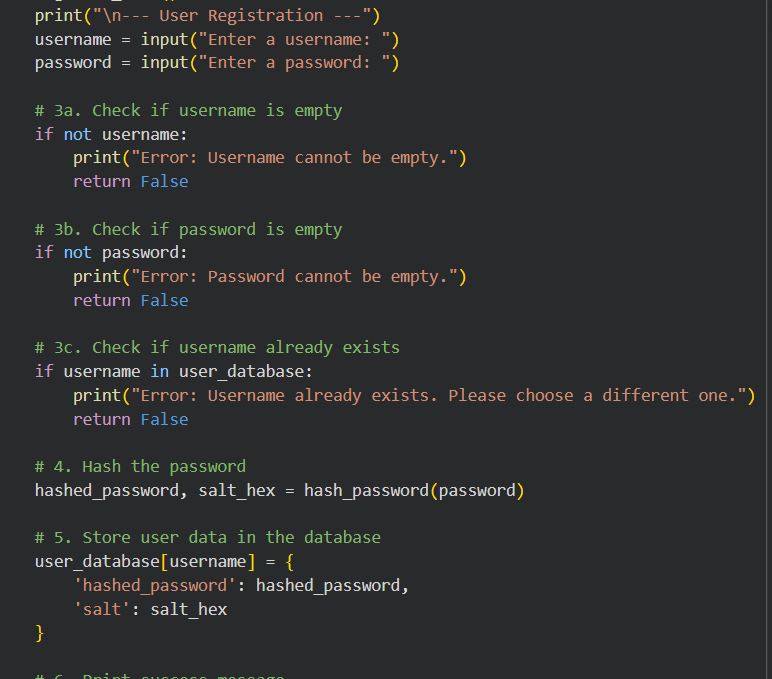 print("\n--- User Registration ---")
username = input("Enter a username: ")
password = input("Enter a password: ")

# 3a. Check if username is empty
if not username:
    print("Error: Username cannot be empty.")
    return False

# 3b. Check if password is empty
if not password:
    print("Error: Password cannot be empty.")
    return False

# 3c. Check if username already exists
if username in user_database:
    print("Error: Username already exists. Please choose a different one.")
    return False

# 4. Hash the password
hashed_password, salt_hex = hash_password(password)

# 5. Store user data in the database
user_database[username] = {
    'hashed_password': hashed_password,
    'salt': salt_hex
}

# 6. Print success message